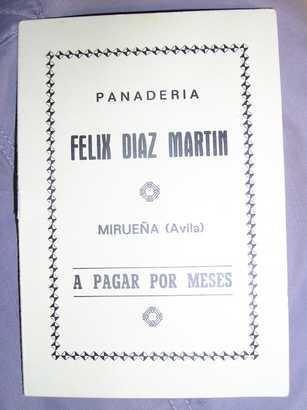 PANADERIA
FELIX DIAZ MARTIN
MIRUEÑA (Avila)
A PAGAR POR MESES